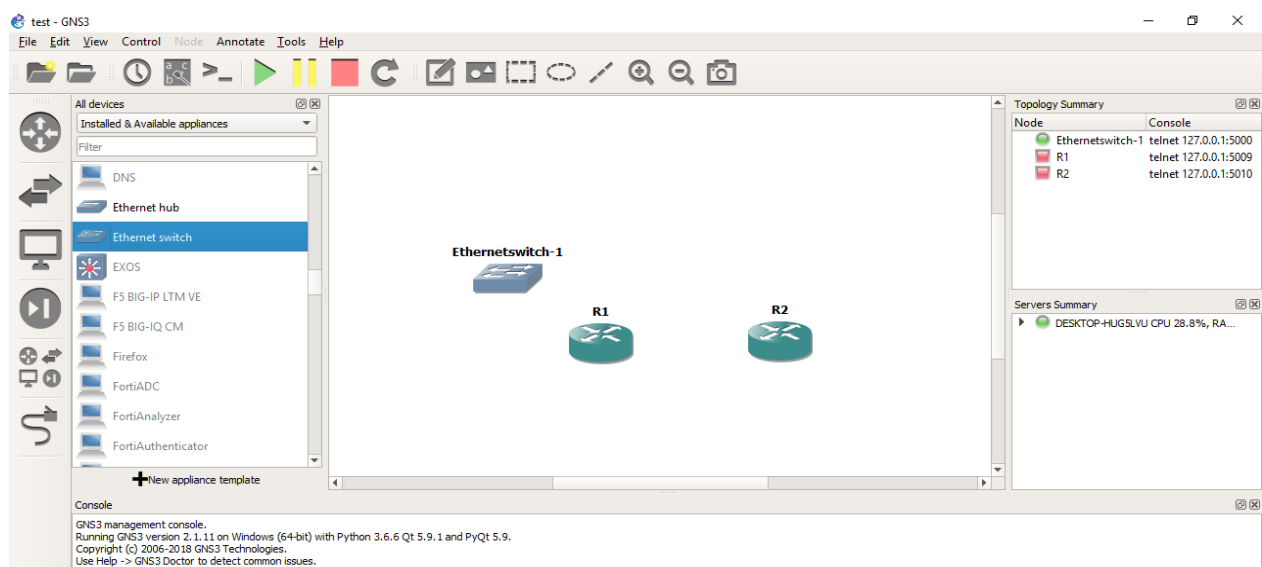 test - GNS3
File Edit View Control Node Annotate Tools Help
All devices
Installed & Available appliances
Filter
DNS
Ethernet hub
Ethernet switch
EXOS
F5 BIG-IP LTM VE
F5 BIG-IQ CM
Firefox
FortiADC
FortiAnalyzer
FortiAuthenticator
New appliance template
Ethernetswitch-1
R1
R2
Topology Summary
Node Console
Ethernetswitch-1 telnet 127.0.0.1:5000
R1 telnet 127.0.0.1:5009
R2 telnet 127.0.0.1:5010
Servers Summary
DESKTOP-HUG5LVU CPU 28.8%, RA...
Console
GNS3 management console.
Running GNS3 version 2.1.11 on Windows (64-bit) with Python 3.6.6 Qt 5.9.1 and PyQt 5.9.
Copyright (c) 2006-2018 GNS3 Technologies.
Use Help -> GNS3 Doctor to detect common issues.